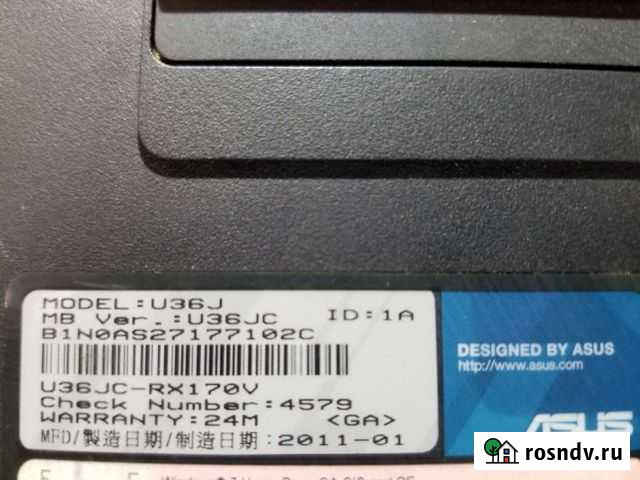 MODEL:U36J
MB Ver.:U36JC ID:1A
B1N0AS27177102C
U36JC-RX170V
Check Number:4579
WARRANTY:24M <GA>
MFD/製造日期/制造日期:2011-01
DESIGNED BY ASUS
http://www.asus.com
ASUS
rosndv.ru